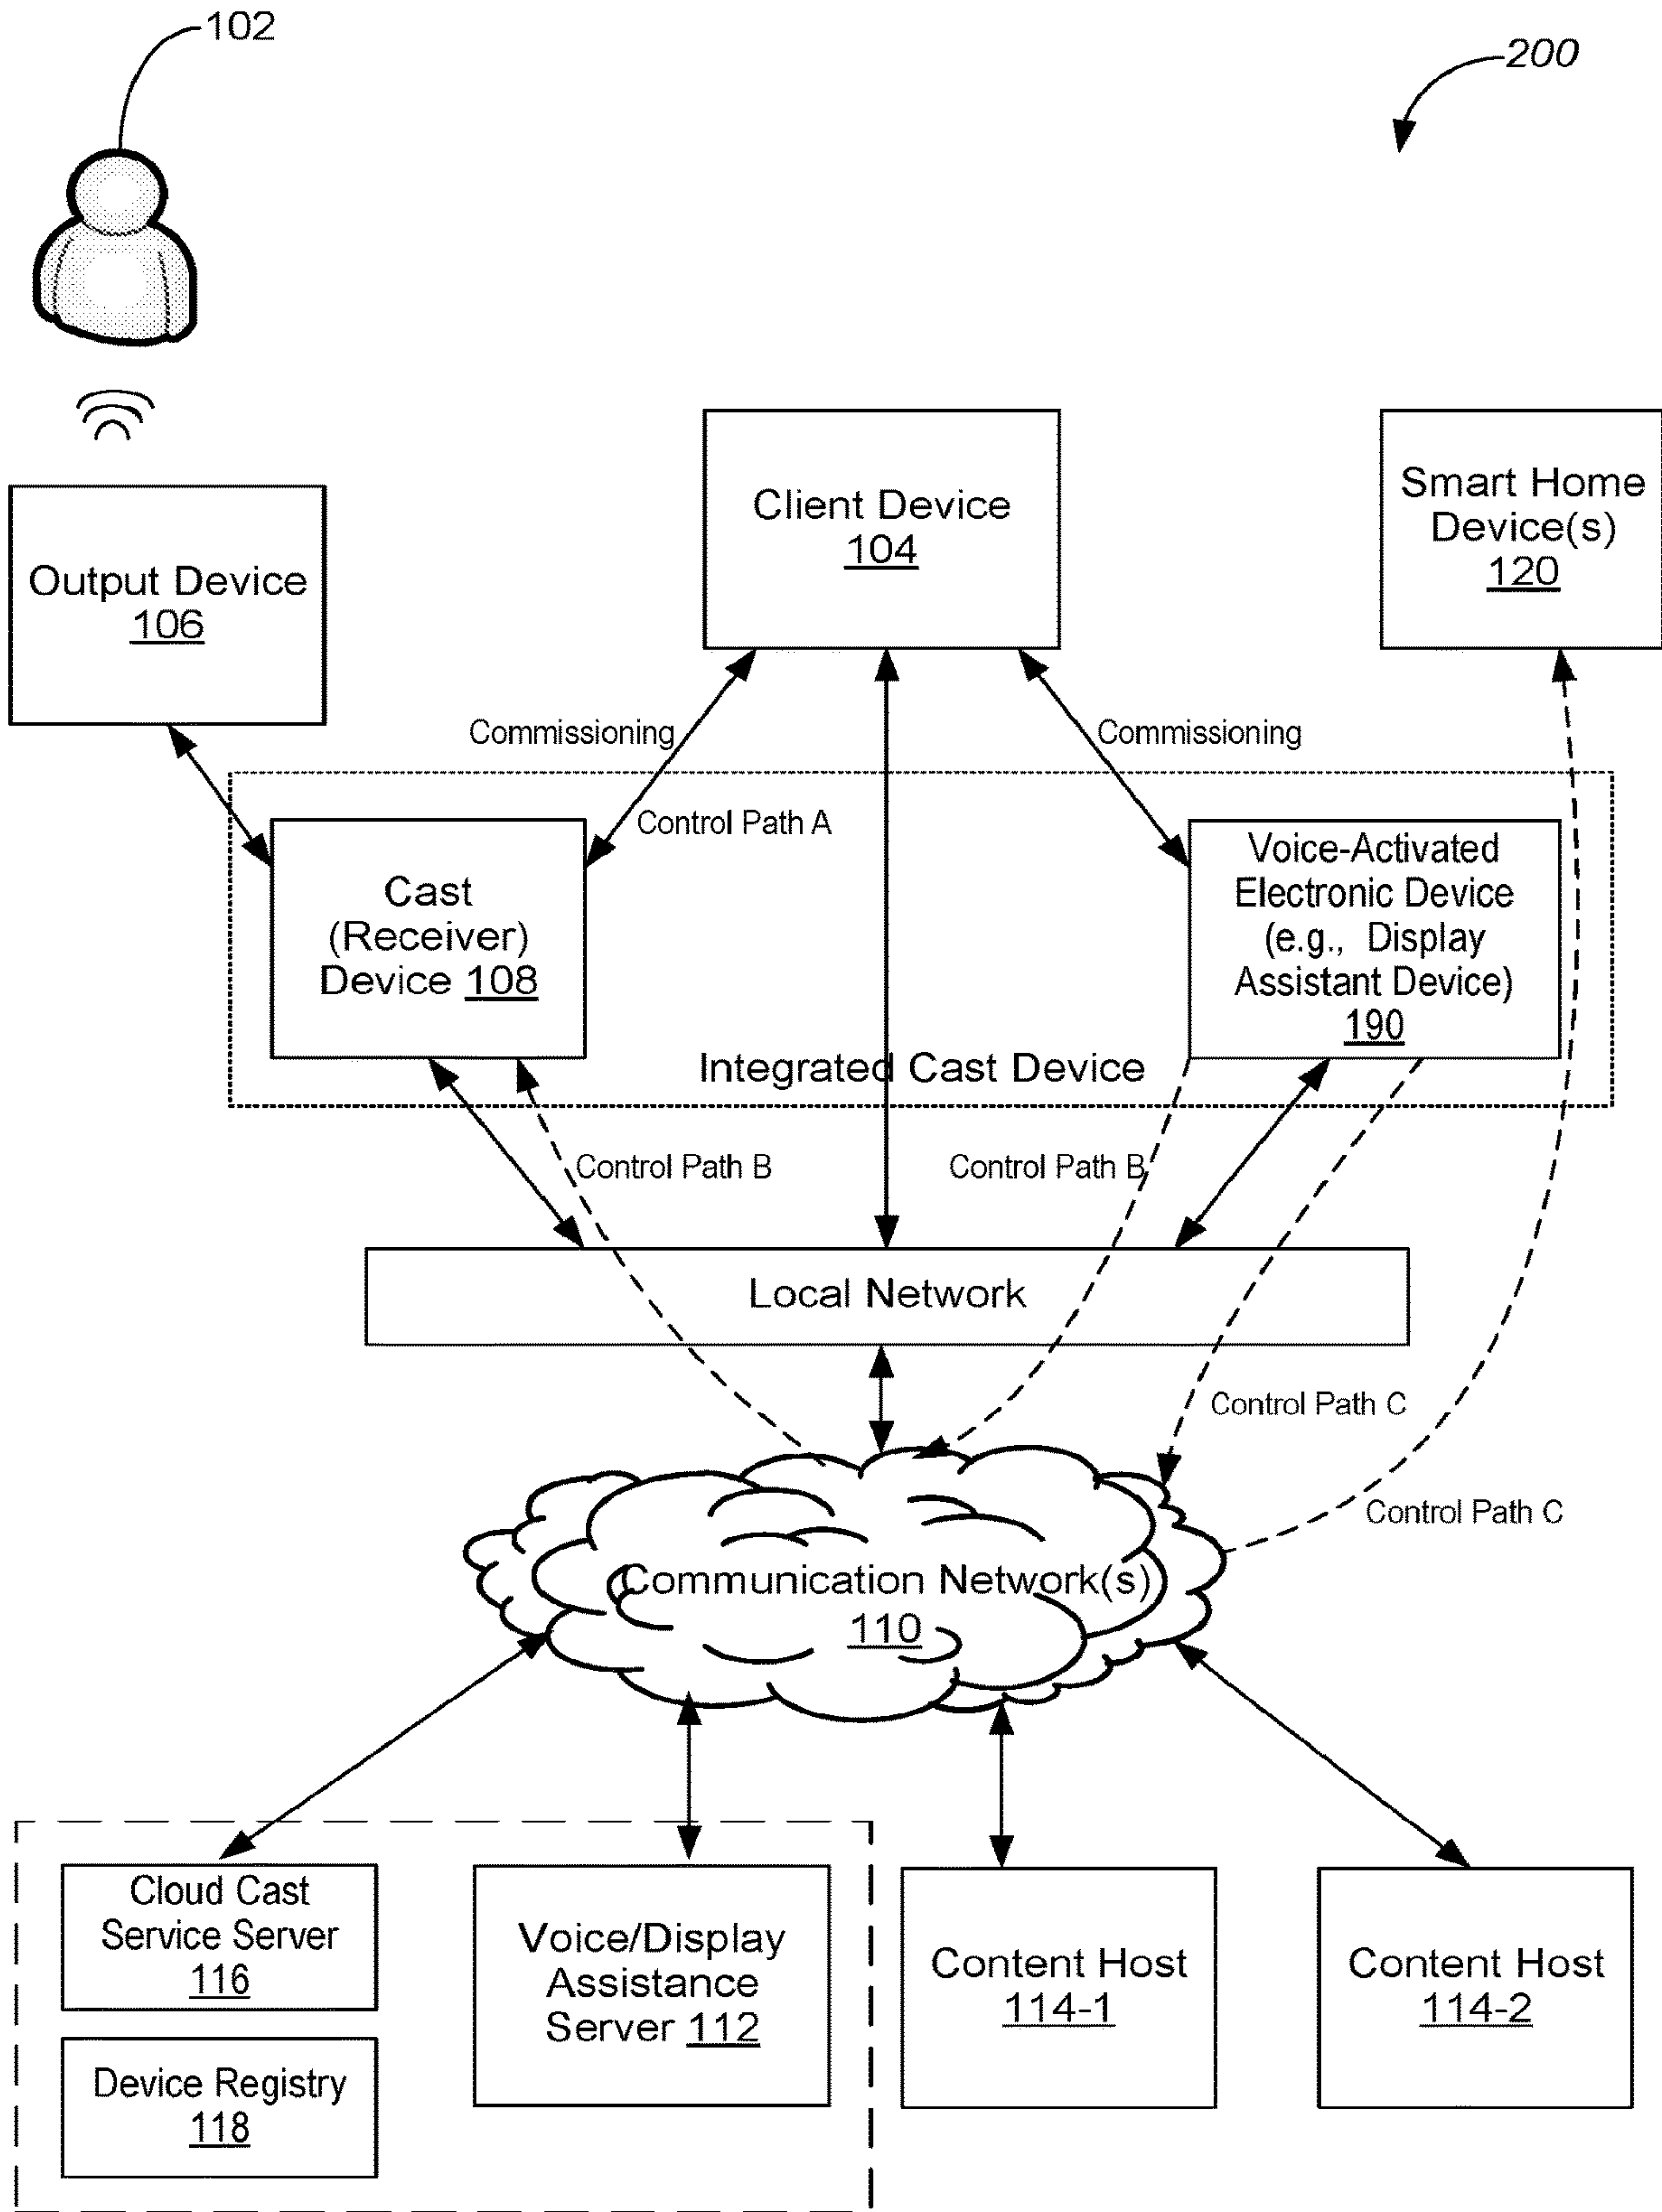 102
200
Client Device
104
Smart Home
Device(s)
120
Output Device
106
Commissioning
Commissioning
Control Path A
Cast
(Receiver)
Device 108
Voice-Activated
Electronic Device
(e.g., Display
Assistant Device)
190
Integrated Cast Device
Control Path B
Control Path B
Local Network
Control Path C
Control Path C
Communication Network(s)
110
Cloud Cast
Service Server
116
Voice/Display
Assistance
Server 112
Content Host
114-1
Content Host
114-2
Device Registry
118